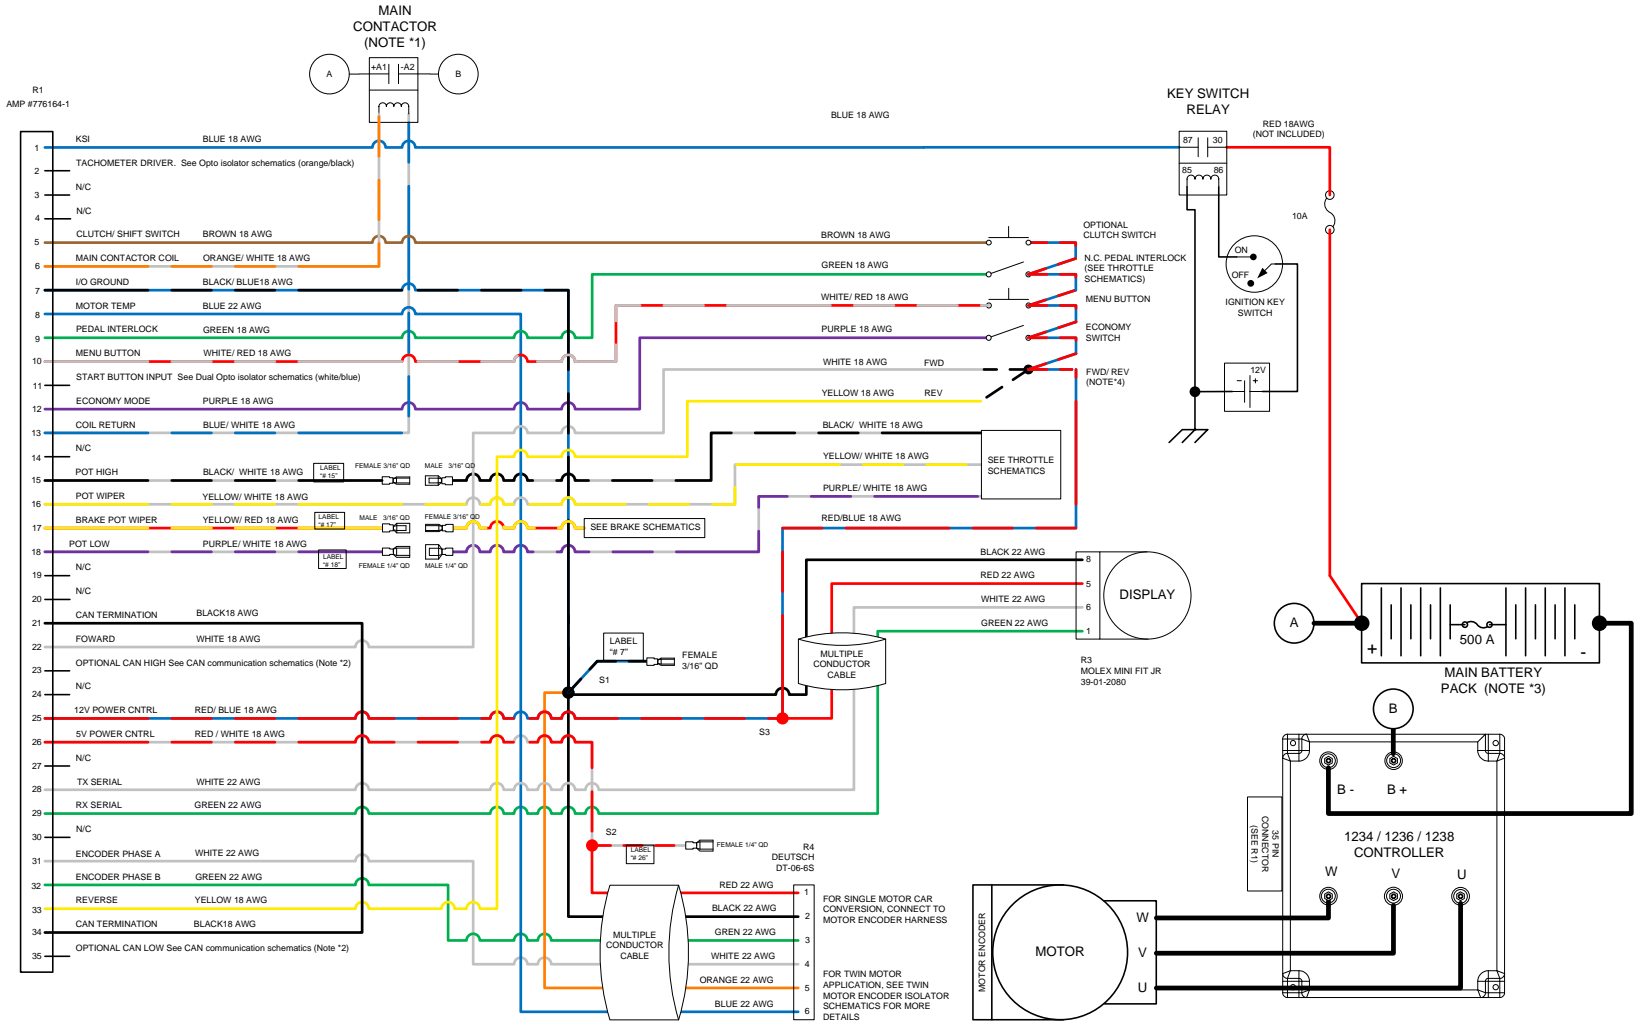 MAIN
CONTACTOR
(NOTE *1)
A
+A1
-A2
B
R1
AMP #776164-1
BLUE 18 AWG
KEY SWITCH
RELAY
RED 18AWG
(NOT INCLUDED)
87
30
85
86
10A
ON
OFF
IGNITION KEY
SWITCH
12V
-
+
1
KSI
BLUE 18 AWG
2
TACHOMETER DRIVER. See Opto isolator schematics (orange/black)
3
N/C
4
N/C
5
CLUTCH/ SHIFT SWITCH
BROWN 18 AWG
6
MAIN CONTACTOR COIL
ORANGE/ WHITE 18 AWG
7
I/O GROUND
BLACK/ BLUE18 AWG
8
MOTOR TEMP
BLUE 22 AWG
9
PEDAL INTERLOCK
GREEN 18 AWG
10
MENU BUTTON
WHITE/ RED 18 AWG
11
START BUTTON INPUT See Dual Opto isolator schematics (white/blue)
12
ECONOMY MODE
PURPLE 18 AWG
13
COIL RETURN
BLUE/ WHITE 18 AWG
14
N/C
15
POT HIGH
BLACK/ WHITE 18 AWG
LABEL
"# 15"
FEMALE 3/16" QD
MALE 3/16" QD
16
POT WIPER
YELLOW/ WHITE 18 AWG
17
BRAKE POT WIPER
YELLOW/ RED 18 AWG
LABEL
"# 17"
MALE 3/16" QD
FEMALE 3/16" QD
SEE BRAKE SCHEMATICS
18
POT LOW
PURPLE/ WHITE 18 AWG
LABEL
"# 18"
FEMALE 1/4" QD
MALE 1/4" QD
19
N/C
20
N/C
21
CAN TERMINATION
BLACK18 AWG
22
FOWARD
WHITE 18 AWG
23
OPTIONAL CAN HIGH See CAN communication schematics (Note *2)
24
N/C
25
12V POWER CNTRL
RED/ BLUE 18 AWG
26
5V POWER CNTRL
RED / WHITE 18 AWG
27
N/C
28
TX SERIAL
WHITE 22 AWG
29
RX SERIAL
GREEN 22 AWG
30
N/C
31
ENCODER PHASE A
WHITE 22 AWG
32
ENCODER PHASE B
GREEN 22 AWG
33
REVERSE
YELLOW 18 AWG
34
CAN TERMINATION
BLACK18 AWG
35
OPTIONAL CAN LOW See CAN communication schematics (Note *2)
BROWN 18 AWG
OPTIONAL
CLUTCH SWITCH
GREEN 18 AWG
N.C. PEDAL INTERLOCK
(SEE THROTTLE
SCHEMATICS)
WHITE/ RED 18 AWG
MENU BUTTON
PURPLE 18 AWG
ECONOMY
SWITCH
WHITE 18 AWG
FWD
FWD/ REV
(NOTE*4)
YELLOW 18 AWG
REV
BLACK/ WHITE 18 AWG
YELLOW/ WHITE 18 AWG
SEE THROTTLE
SCHEMATICS
PURPLE/ WHITE 18 AWG
RED/BLUE 18 AWG
BLACK 22 AWG
8
RED 22 AWG
5
WHITE 22 AWG
6
GREEN 22 AWG
1
DISPLAY
R3
MOLEX MINI FIT JR
39-01-2080
MULTIPLE
CONDUCTOR
CABLE
LABEL
"# 7"
FEMALE
3/16" QD
S1
S3
S2
LABEL
"# 26"
FEMALE 1/4" QD
R4
DEUTSCH
DT-06-6S
MULTIPLE
CONDUCTOR
CABLE
RED 22 AWG
1
BLACK 22 AWG
2
GREN 22 AWG
3
WHITE 22 AWG
4
ORANGE 22 AWG
5
BLUE 22 AWG
6
FOR SINGLE MOTOR CAR
CONVERSION, CONNECT TO
MOTOR ENCODER HARNESS
FOR TWIN MOTOR
APPLICATION, SEE TWIN
MOTOR ENCODER ISOLATOR
SCHEMATICS FOR MORE
DETAILS
A
+
500 A
-
MAIN BATTERY
PACK (NOTE *3)
B
B -
B +
35 PIN
CONNECTOR
(SEE R1)
1234 / 1236 / 1238
CONTROLLER
W
V
U
MOTOR ENCODER
MOTOR
W
V
U